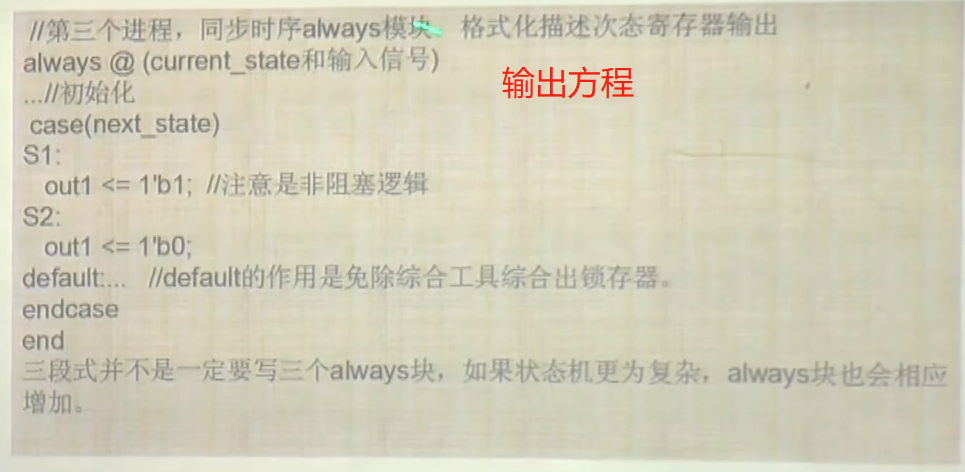 //第三个进程，同步时序always模块，格式化描述次态寄存器输出
always @ (current_state和输入信号)
输出方程
...//初始化
case(next_state)
S1:
out1 <= 1'b1; //注意是非阻塞逻辑
S2:
out1 <= 1'b0;
default:... //default的作用是免除综合工具综合出锁存器。
endcase
end
三段式并不是一定要写三个always块，如果状态机更为复杂，always块也会相应
增加。